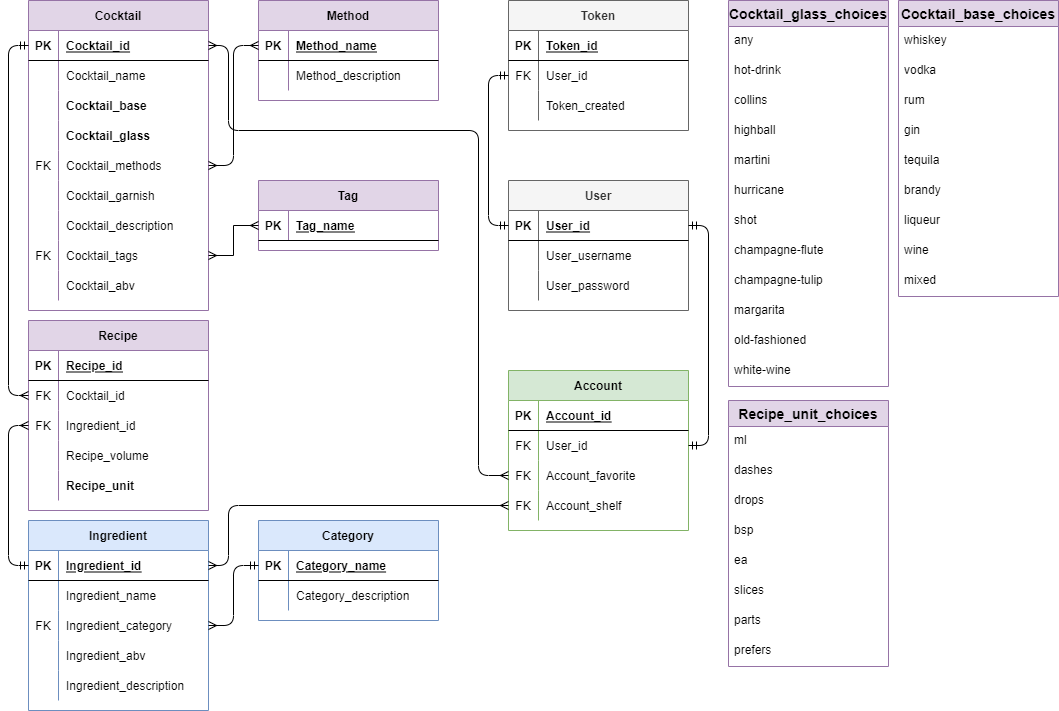 Cocktail
PK Cocktail_id
Cocktail_name
Cocktail_base
Cocktail_glass
FK Cocktail_methods
Cocktail_garnish
Cocktail_description
FK Cocktail_tags
Cocktail_abv
Method
PK Method_name
Method_description
Tag
PK Tag_name
Recipe
PK Recipe_id
FK Cocktail_id
FK Ingredient_id
Recipe_volume
Recipe_unit
Ingredient
PK Ingredient_id
Ingredient_name
FK Ingredient_category
Ingredient_abv
Ingredient_description
Category
PK Category_name
Category_description
Token
PK Token_id
FK User_id
Token_created
User
PK User_id
User_username
User_password
Account
PK Account_id
FK User_id
FK Account_favorite
FK Account_shelf
Cocktail_glass_choices
any
hot-drink
collins
highball
martini
hurricane
shot
champagne-flute
champagne-tulip
margarita
old-fashioned
white-wine
Recipe_unit_choices
ml
dashes
drops
bsp
ea
slices
parts
prefers
Cocktail_base_choices
whiskey
vodka
rum
gin
tequila
brandy
liqueur
wine
mixed